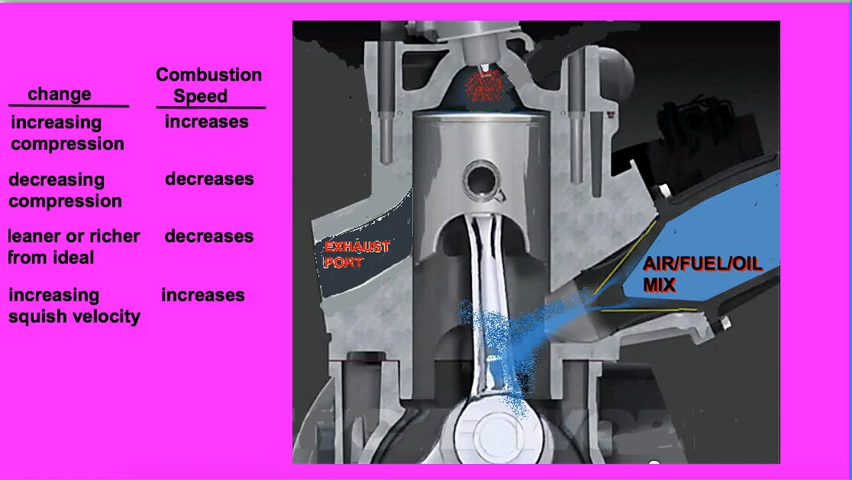 change
Combustion
Speed
increasing
compression
increases
decreasing
compression
decreases
leaner or richer
from ideal
decreases
increasing
squish velocity
increases
EXHAUST
PORT
AIR/FUEL/OIL
MIX